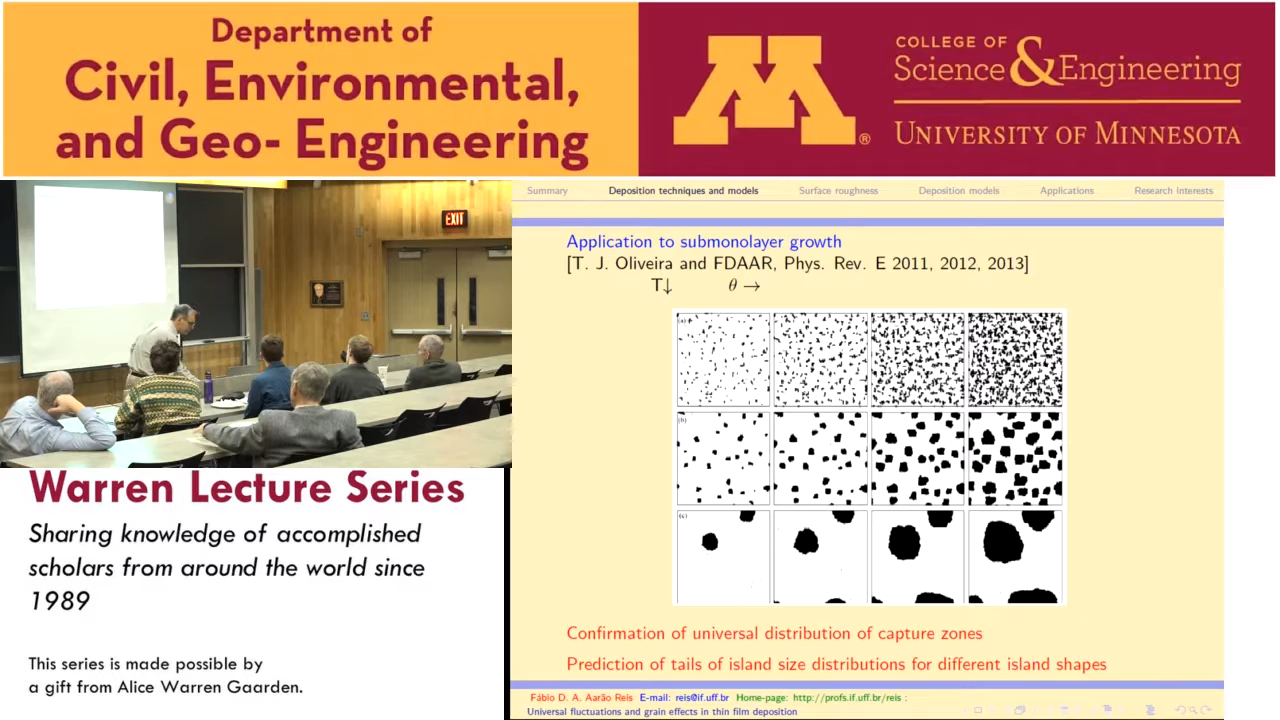 Department of
Civil, Environmental,
and Geo- Engineering
COLLEGE OF
Science & Engineering
UNIVERSITY OF MINNESOTA
M
®
EXIT
Summary Deposition techniques and models Surface roughness Deposition models Applications Research interests
Application to submonolayer growth
[T. J. Oliveira and FDAAR, Phys. Rev. E 2011, 2012, 2013]
T↓ θ →
(a)
(b)
(c)
Confirmation of universal distribution of capture zones
Prediction of tails of island size distributions for different island shapes
Fábio D. A. Aarão Reis E-mail: reis@if.uff.br Home-page: http://profs.if.uff.br/reis :
Universal fluctuations and grain effects in thin film deposition
Warren Lecture Series
Sharing knowledge of accomplished
scholars from around the world since
1989
This series is made possible by
a gift from Alice Warren Gaarden.